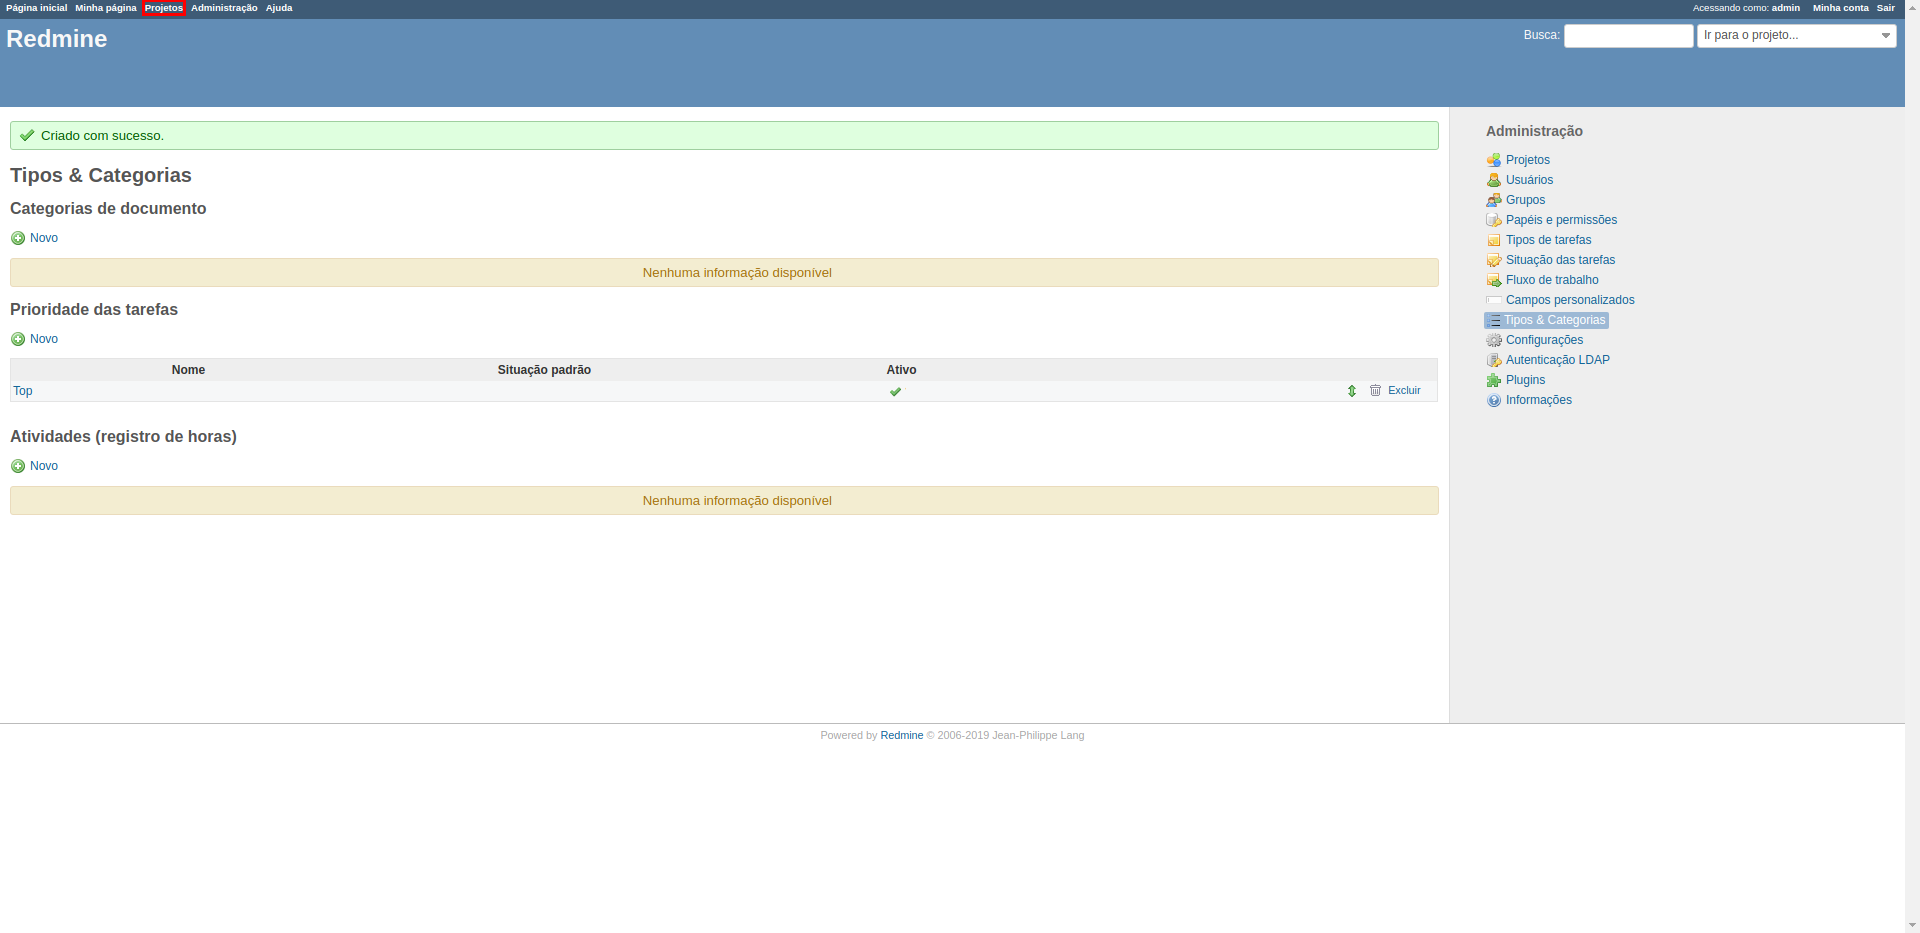 Página inicial Minha página Projetos Administração Ajuda
Acessando como: admin Minha conta Sair
Redmine
Busca: Ir para o projeto...
Criado com sucesso.
Tipos & Categorias
Categorias de documento
Novo
Nenhuma informação disponível
Prioridade das tarefas
Novo
Nome Situação padrão Ativo
Top Excluir
Atividades (registro de horas)
Novo
Nenhuma informação disponível
Administração
Projetos
Usuários
Grupos
Papéis e permissões
Tipos de tarefas
Situação das tarefas
Fluxo de trabalho
Campos personalizados
Tipos & Categorias
Configurações
Autenticação LDAP
Plugins
Informações
Powered by Redmine © 2006-2019 Jean-Philippe Lang